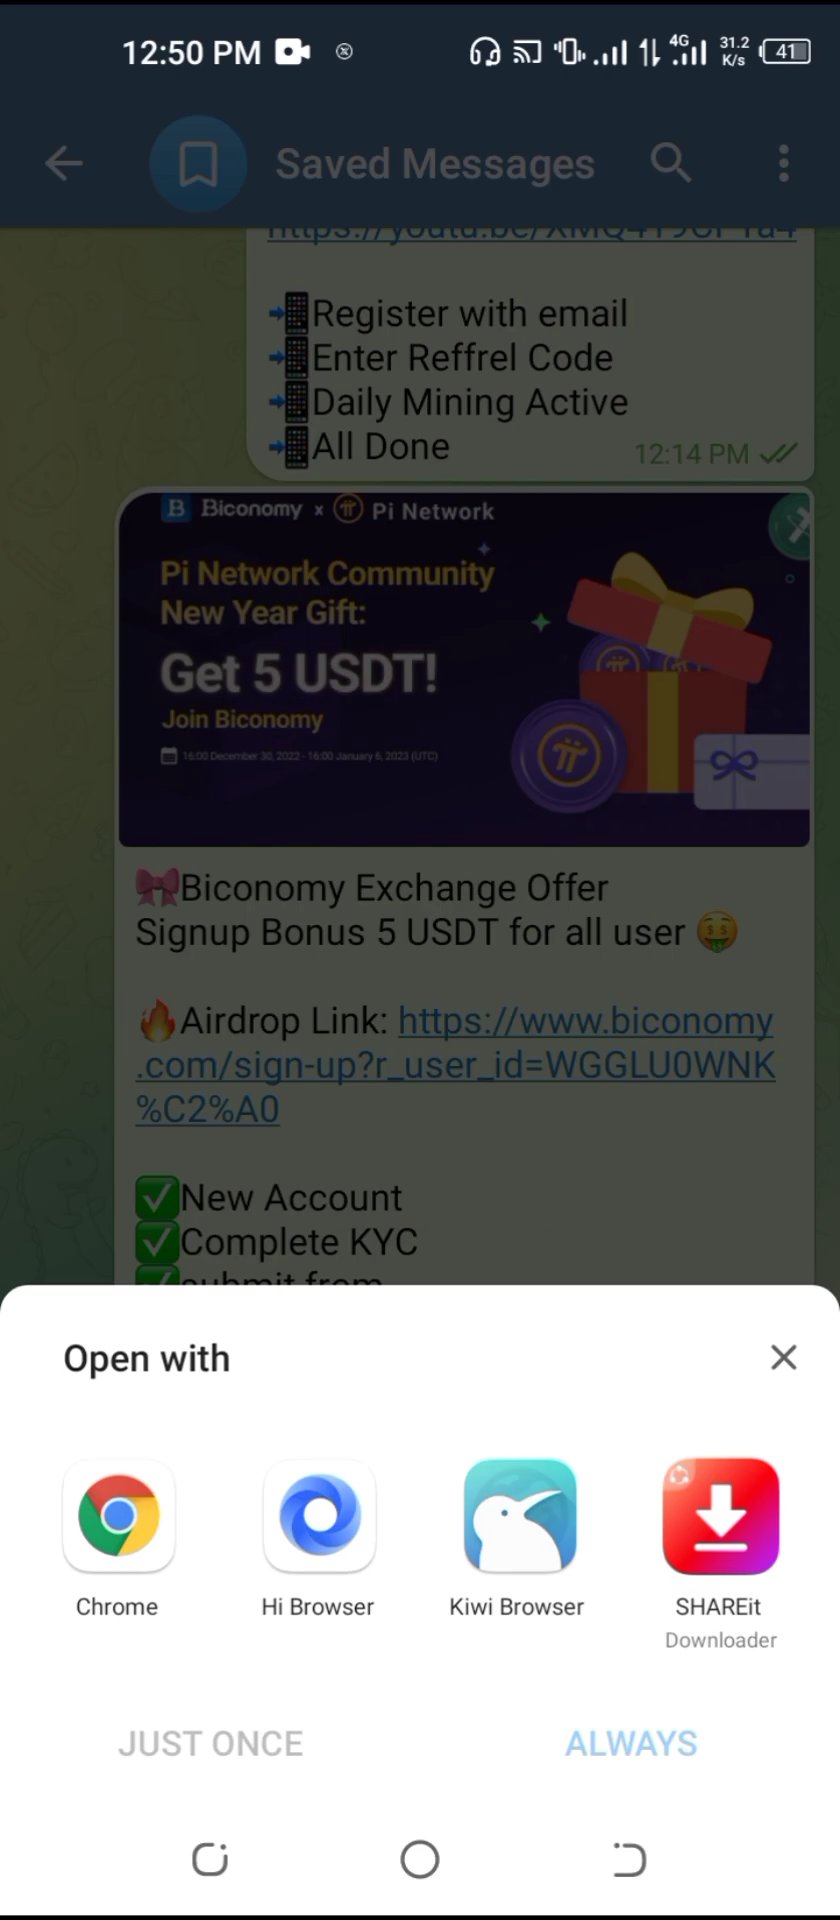 12:50 PM
4G
31.2
K/s
41
Saved Messages
📲Register with email
📲Enter Reffrel Code
📲Daily Mining Active
📲All Done
12:14 PM
B Biconomy x Pi Network
Pi Network Community
New Year Gift:
Get 5 USDT!
Join Biconomy
16:00 December 30, 2022 - 16:00 January 6, 2023 (UTC)
🎀Biconomy Exchange Offer
Signup Bonus 5 USDT for all user 🤑
🔥Airdrop Link: https://www.biconomy
.com/sign-up?r_user_id=WGGLU0WNK
%C2%A0
✅New Account
✅Complete KYC
✅submit from
Open with
Chrome
Hi Browser
Kiwi Browser
SHAREit
Downloader
JUST ONCE
ALWAYS